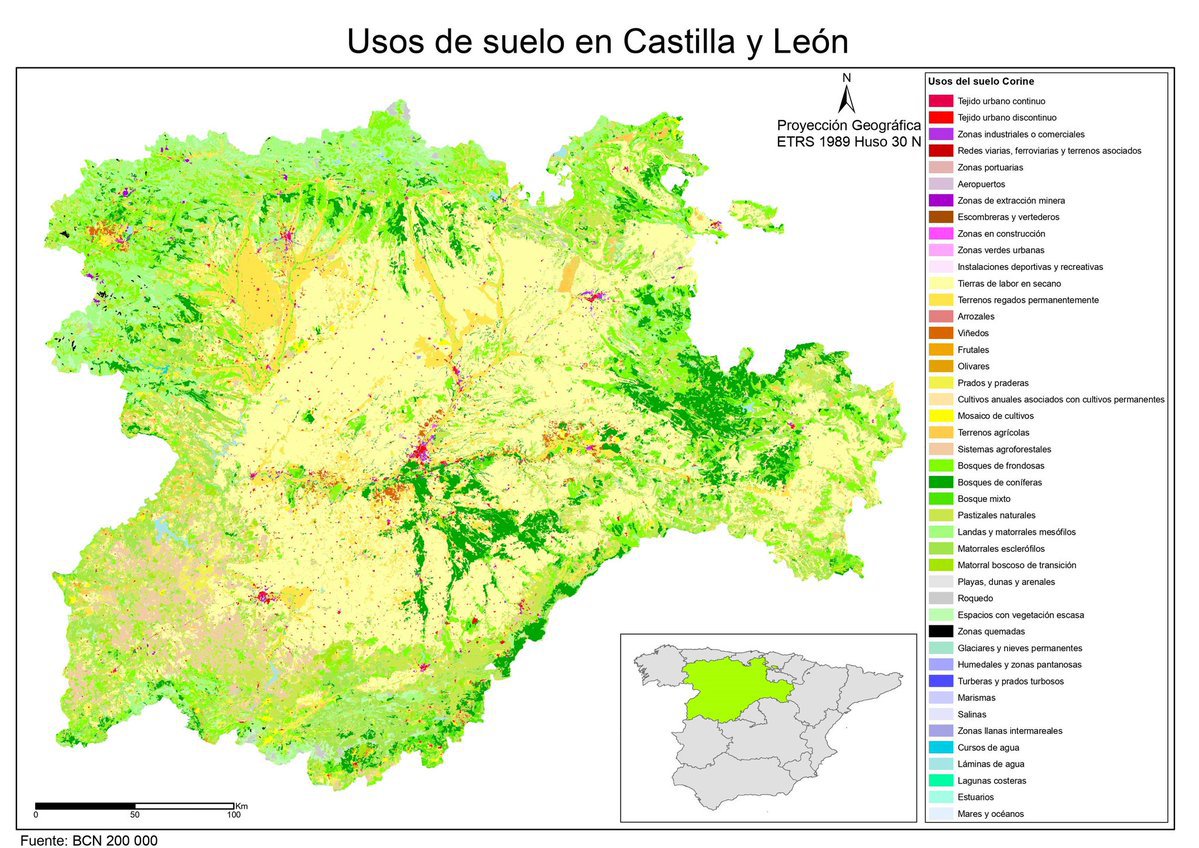 Usos de suelo en Castilla y León
N
Proyección Geográfica
ETRS 1989 Huso 30 N
Usos del suelo Corine
Tejido urbano continuo
Tejido urbano discontinuo
Zonas industriales o comerciales
Redes viarias, ferroviarias y terrenos asociados
Zonas portuarias
Aeropuertos
Zonas de extracción minera
Escombreras y vertederos
Zonas en construcción
Zonas verdes urbanas
Instalaciones deportivas y recreativas
Tierras de labor en secano
Terrenos regados permanentemente
Arrozales
Viñedos
Frutales
Olivares
Prados y praderas
Cultivos anuales asociados con cultivos permanentes
Mosaico de cultivos
Terrenos agrícolas
Sistemas agroforestales
Bosques de frondosas
Bosques de coníferas
Bosque mixto
Pastizales naturales
Landas y matorrales mesófilos
Matorrales esclerófilos
Matorral boscoso de transición
Playas, dunas y arenales
Roquedo
Espacios con vegetación escasa
Zonas quemadas
Glaciares y nieves permanentes
Humedales y zonas pantanosas
Turberas y prados turbosos
Marismas
Salinas
Zonas llanas intermareales
Cursos de agua
Láminas de agua
Lagunas costeras
Estuarios
Mares y océanos
Km
0 50 100
Fuente: BCN 200 000